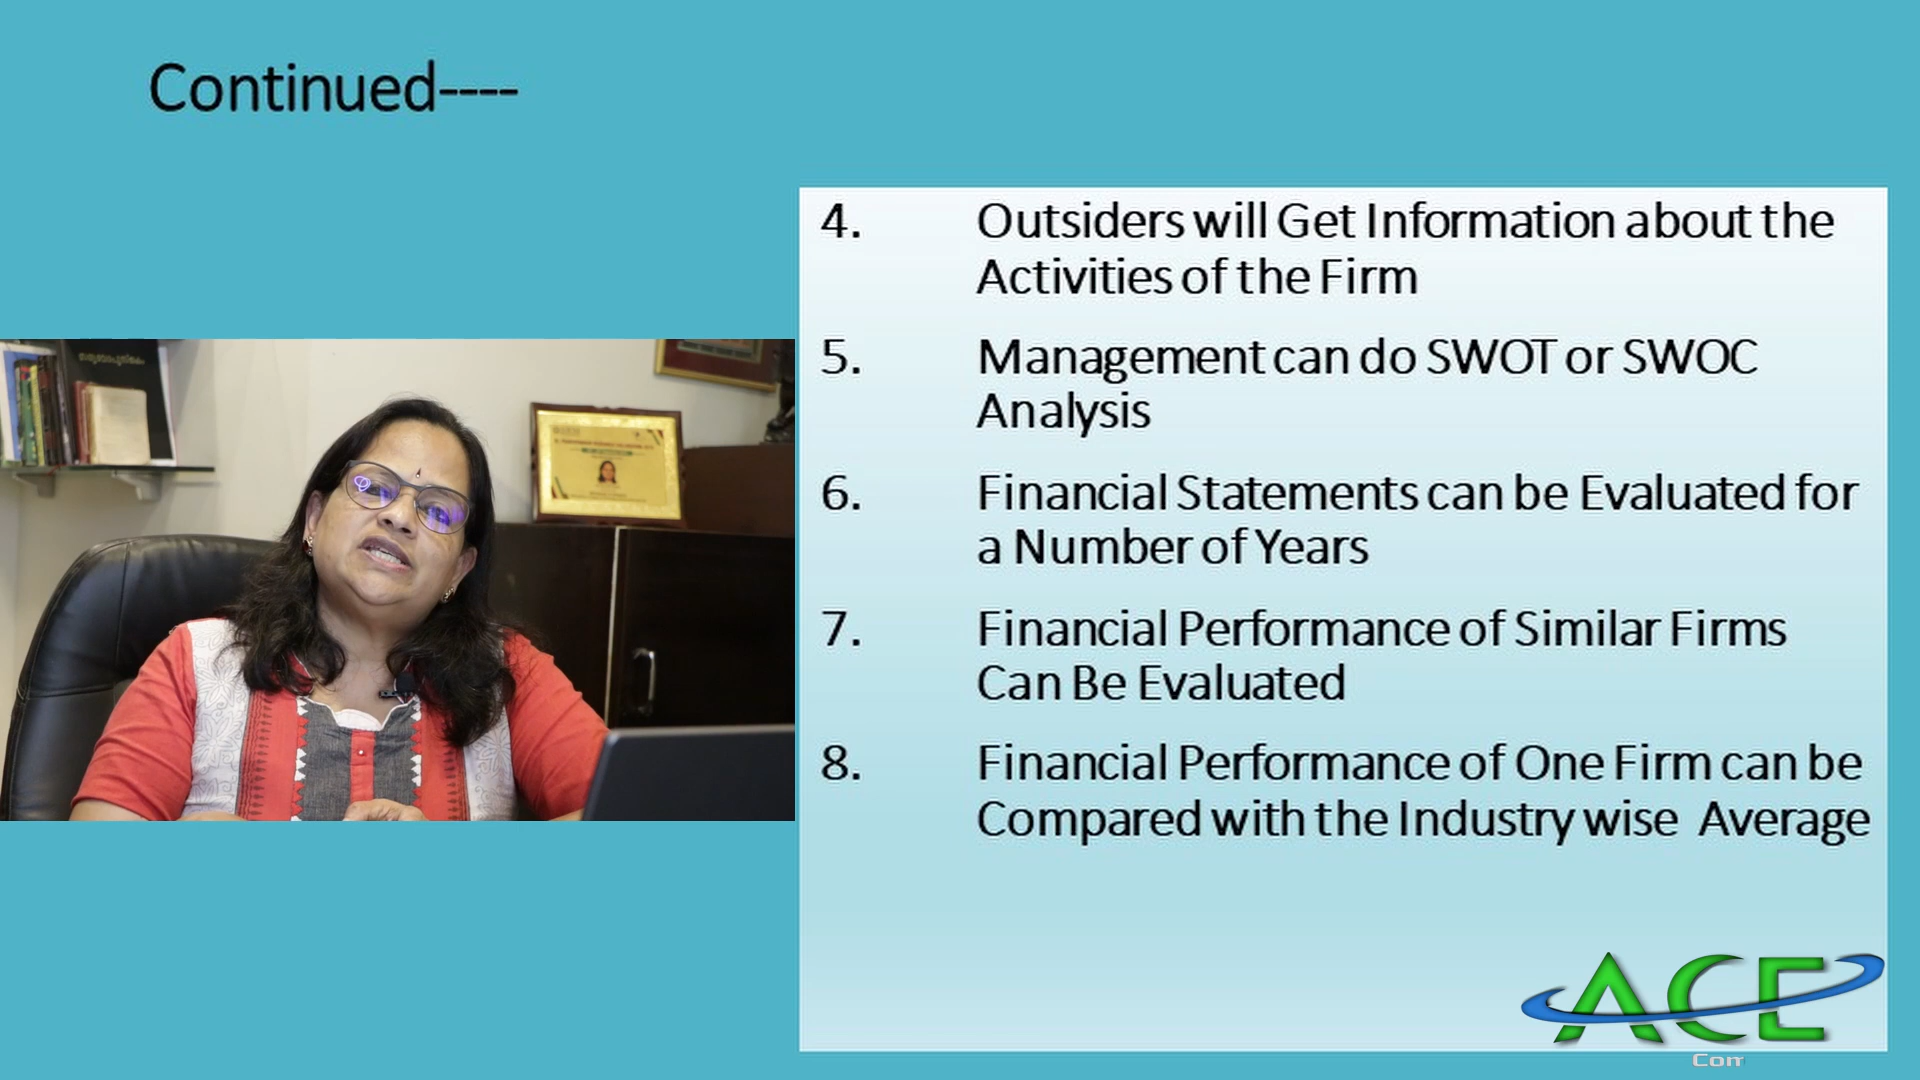 Continued----
4. Outsiders will Get Information about the
Activities of the Firm
5. Management can do SWOT or SWOC
Analysis
6. Financial Statements can be Evaluated for
a Number of Years
7. Financial Performance of Similar Firms
Can Be Evaluated
8. Financial Performance of One Firm can be
Compared with the Industry wise Average
ACE
Com